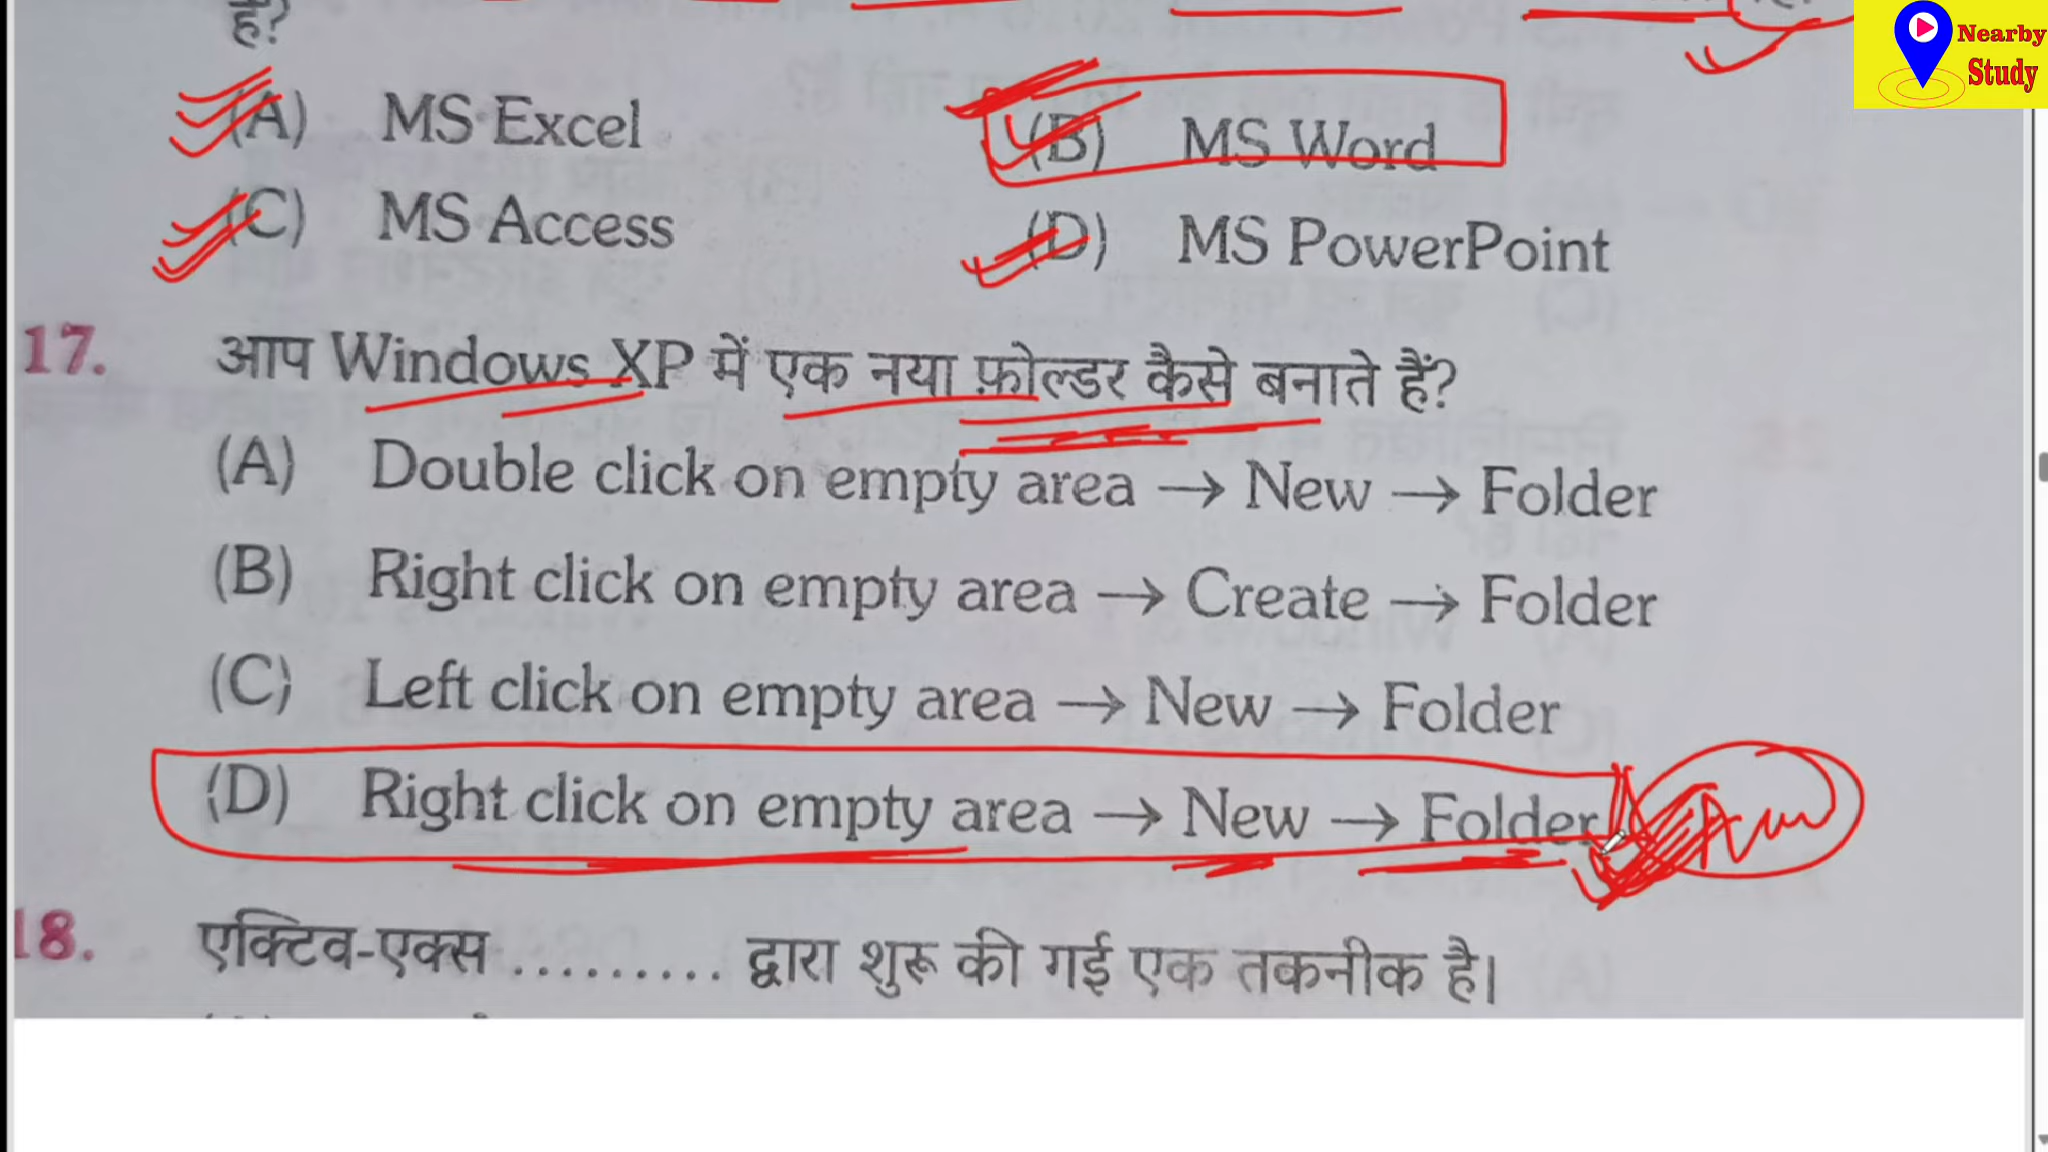 है?
Nearby
Study
(A) MS Excel (B) MS Word
(C) MS Access (D) MS PowerPoint
17. आप Windows XP में एक नया फ़ोल्डर कैसे बनाते हैं?
(A) Double click on empty area → New → Folder
(B) Right click on empty area → Create → Folder
(C) Left click on empty area → New → Folder
(D) Right click on empty area → New → Folder
18. एक्टिव-एक्स ......... द्वारा शुरू की गई एक तकनीक है।